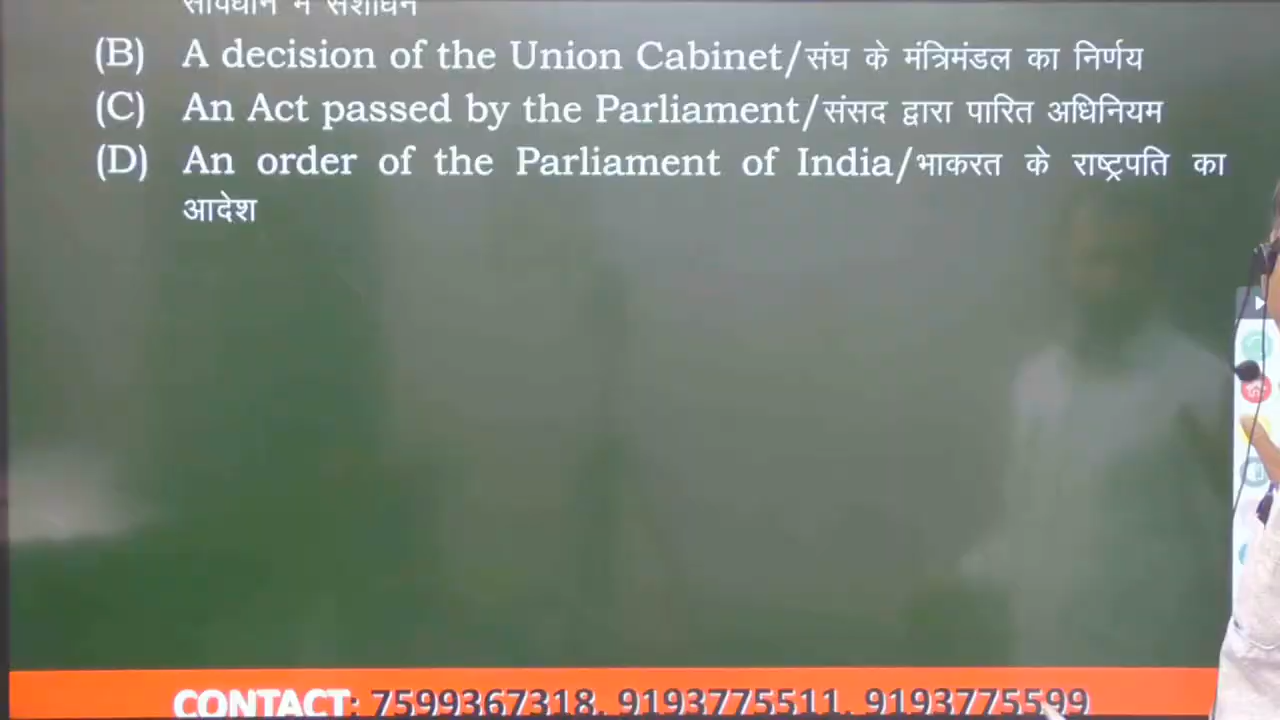 संविधान में संशोधन
(B) A decision of the Union Cabinet/संघ के मंत्रिमंडल का निर्णय
(C) An Act passed by the Parliament/संसद द्वारा पारित अधिनियम
(D) An order of the Parliament of India/भाकरत के राष्ट्रपति का
आदेश
CONTACT: 7599367318, 9193775511, 9193775599